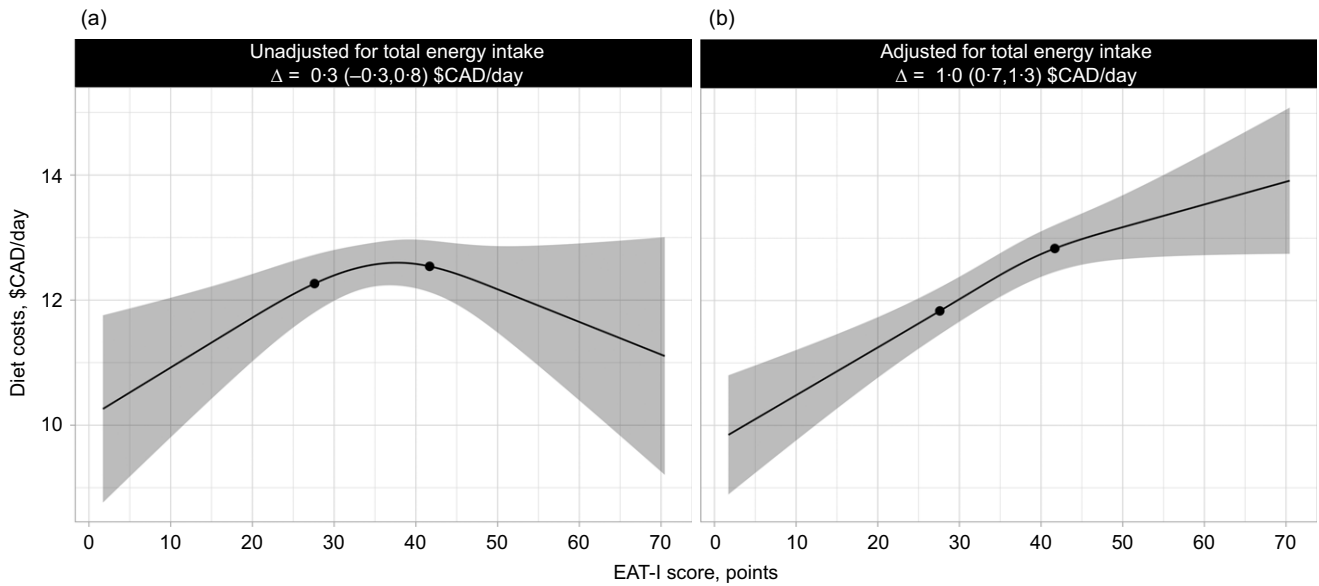 (a)
Unadjusted for total energy intake
Δ = 0·3 (–0·3,0·8) $CAD/day
(b)
Adjusted for total energy intake
Δ = 1·0 (0·7,1·3) $CAD/day
Diet costs, $CAD/day
14
12
10
0 10 20 30 40 50 60 70
0 10 20 30 40 50 60 70
EAT-I score, points